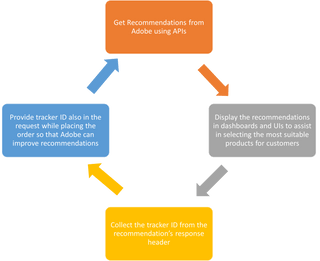 Get Recommendations from
Adobe using APIs
Display the recommendations
in dashboards and UIs to assist
in selecting the most suitable
products for customers
Collect the tracker ID from the
recommendation's response
header
Provide tracker ID also in the
request while placing the
order so that Adobe can
improve recommendations